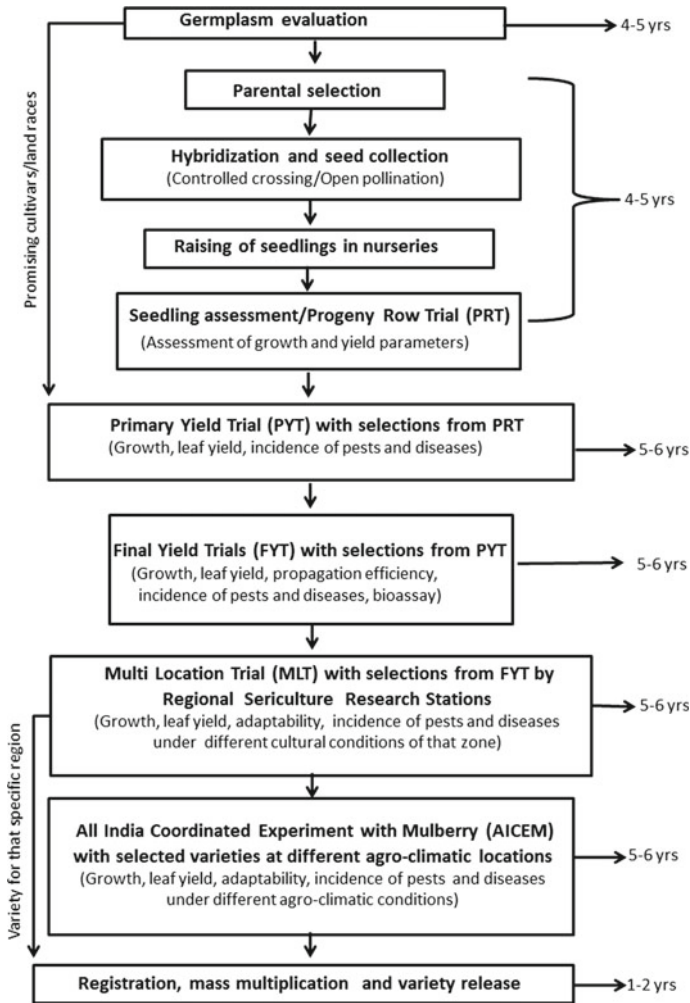 Germplasm evaluation
4-5 yrs
Promising cultivars/land races
Parental selection
Hybridization and seed collection
(Controlled crossing/Open pollination)
4-5 yrs
Raising of seedlings in nurseries
Seedling assessment/Progeny Row Trial (PRT)
(Assessment of growth and yield parameters)
Primary Yield Trial (PYT) with selections from PRT
(Growth, leaf yield, incidence of pests and diseases)
5-6 yrs
Final Yield Trials (FYT) with selections from PYT
(Growth, leaf yield, propagation efficiency,
incidence of pests and diseases, bioassay)
5-6 yrs
Multi Location Trial (MLT) with selections from FYT by
Regional Sericulture Research Stations
(Growth, leaf yield, adaptability, incidence of pests and diseases
under different cultural conditions of that zone)
5-6 yrs
Variety for that specific region
All India Coordinated Experiment with Mulberry (AICEM)
with selected varieties at different agro-climatic locations
(Growth, leaf yield, adaptability, incidence of pests and diseases
under different agro-climatic conditions)
5-6 yrs
Registration, mass multiplication and variety release
1-2 yrs